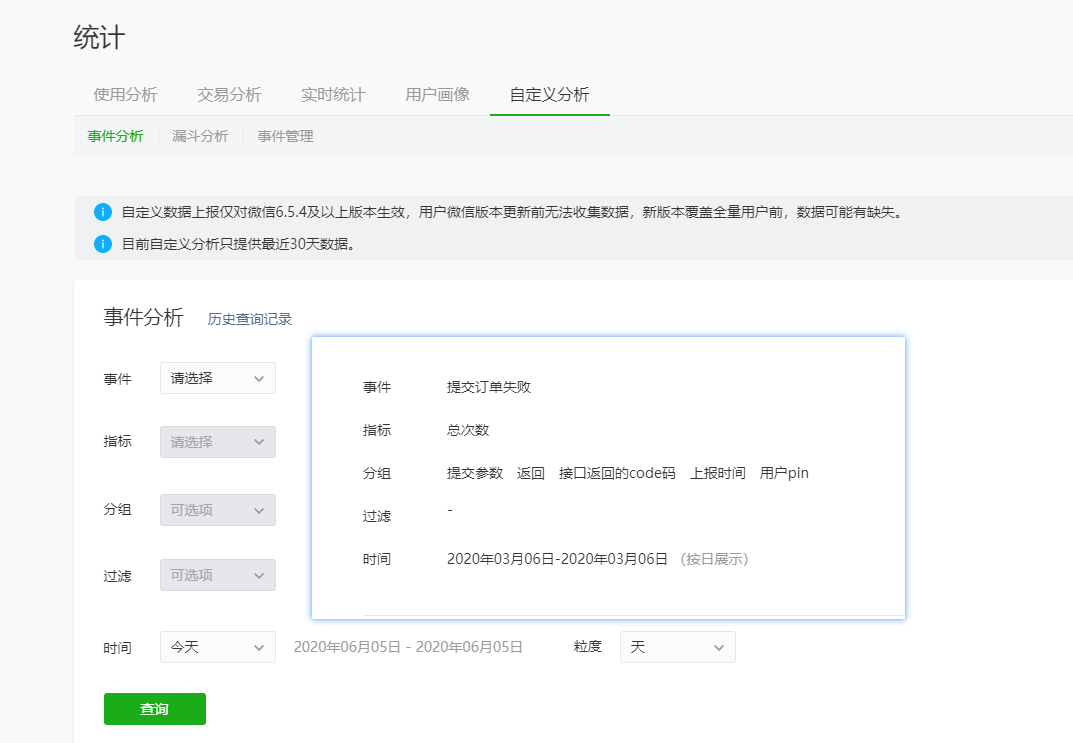 统计
使用分析 交易分析 实时统计 用户画像 自定义分析
事件分析 漏斗分析 事件管理
自定义数据上报仅对微信6.5.4及以上版本生效，用户微信版本更新前无法收集数据，新版本覆盖全量用户前，数据可能有缺失。
目前自定义分析只提供最近30天数据。
事件分析 历史查询记录
事件 请选择
指标 请选择
分组 可选项
过滤 可选项
事件 提交订单失败
指标 总次数
分组 提交参数 返回 接口返回的code码 上报时间 用户pin
过滤 -
时间 2020年03月06日-2020年03月06日 （按日展示）
时间 今天 2020年06月05日 - 2020年06月05日 粒度 天
查询